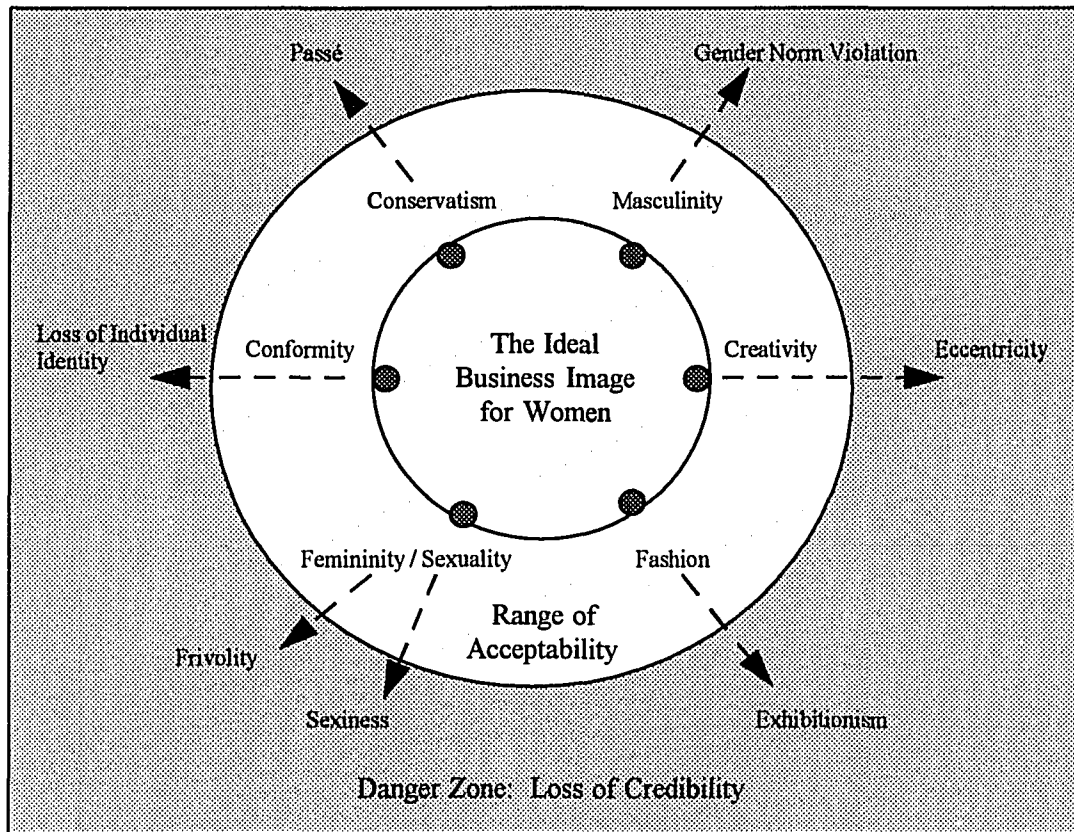 Passé
Gender Norm Violation
Conservatism
Masculinity
Loss of Individual
Identity
Conformity
The Ideal
Business Image
for Women
Creativity
Eccentricity
Femininity / Sexuality
Fashion
Range of
Acceptability
Frivolity
Sexiness
Exhibitionism
Danger Zone: Loss of Credibility